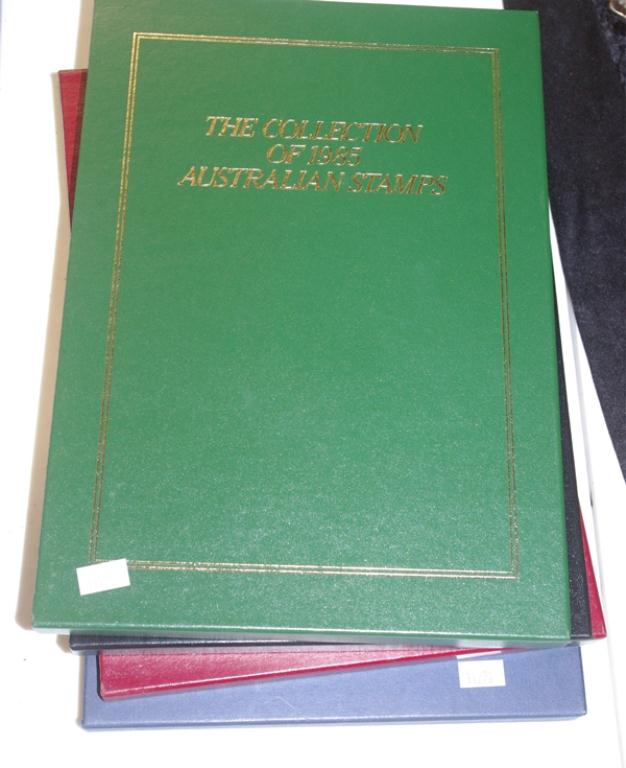 THE COLLECTION
OF 1985
AUSTRALIAN STAMPS